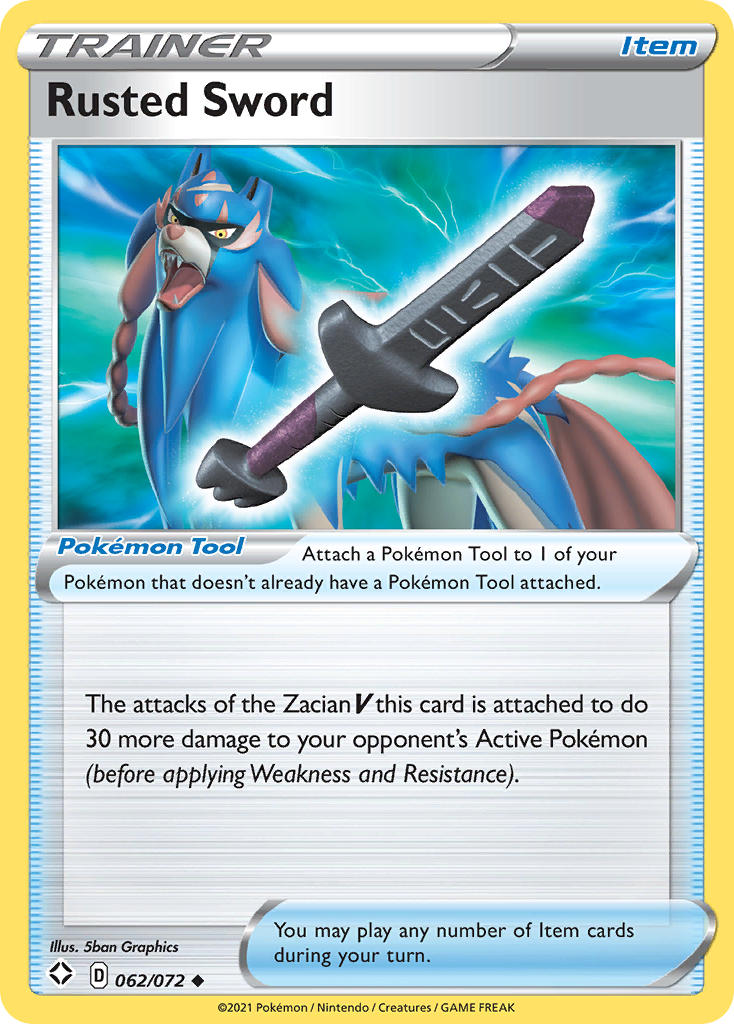 TRAINER
Item
Rusted Sword
Pokémon Tool
Attach a Pokémon Tool to 1 of your
Pokémon that doesn't already have a Pokémon Tool attached.
The attacks of the Zacian V this card is attached to do
30 more damage to your opponent's Active Pokémon
(before applying Weakness and Resistance).
You may play any number of Item cards
during your turn.
Illus. 5ban Graphics
D 062/072 ◆
©2021 Pokémon / Nintendo / Creatures / GAME FREAK